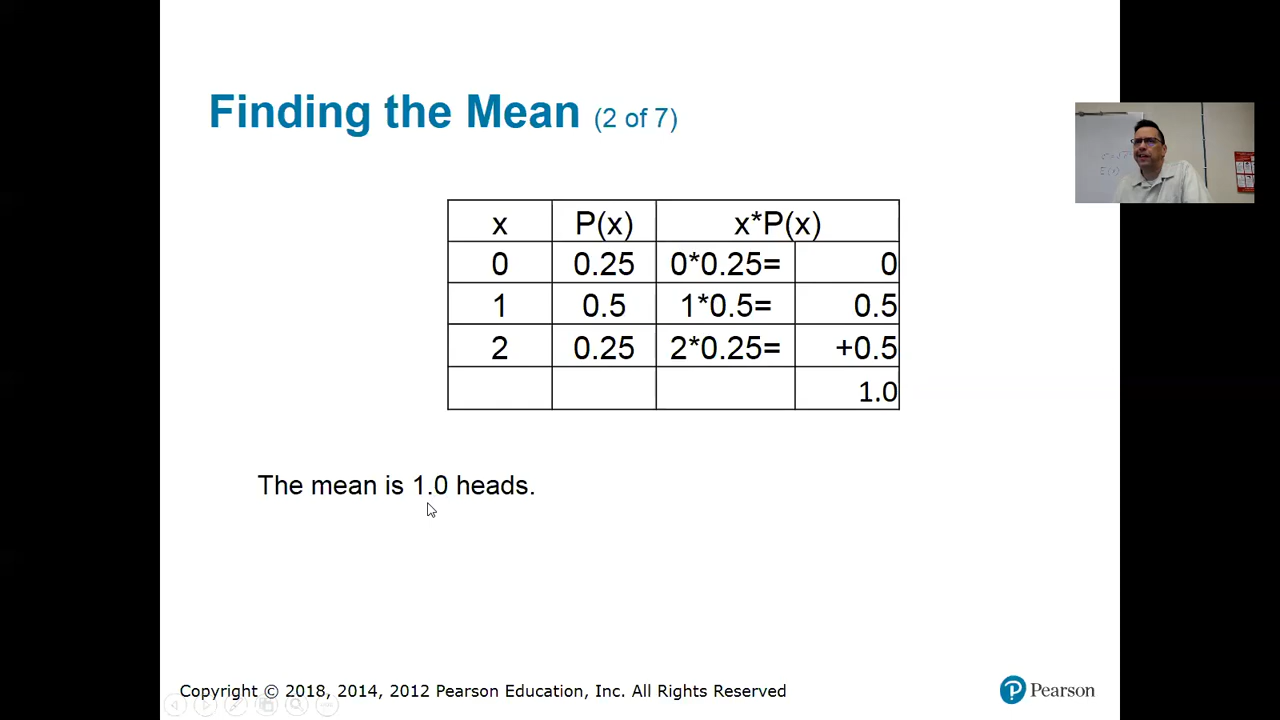 Finding the Mean (2 of 7)
x P(x) x*P(x)
0 0.25 0*0.25= 0
1 0.5 1*0.5= 0.5
2 0.25 2*0.25= +0.5
1.0
The mean is 1.0 heads.
Copyright © 2018, 2014, 2012 Pearson Education, Inc. All Rights Reserved
P Pearson